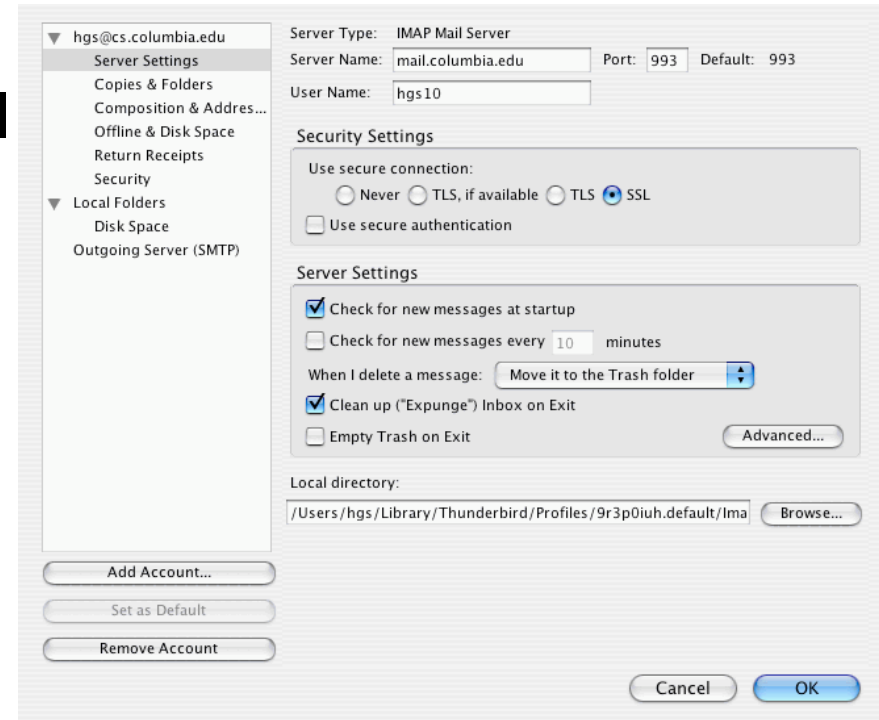 hgs@cs.columbia.edu
Server Settings
Copies & Folders
Composition & Addres...
Offline & Disk Space
Return Receipts
Security
Local Folders
Disk Space
Outgoing Server (SMTP)
Add Account...
Set as Default
Remove Account
Server Type: IMAP Mail Server
Server Name: mail.columbia.edu Port: 993 Default: 993
User Name: hgs10
Security Settings
Use secure connection:
Never TLS, if available TLS SSL
Use secure authentication
Server Settings
Check for new messages at startup
Check for new messages every 10 minutes
When I delete a message: Move it to the Trash folder
Clean up ("Expunge") Inbox on Exit
Empty Trash on Exit Advanced...
Local directory:
/Users/hgs/Library/Thunderbird/Profiles/9r3p0iuh.default/Ima Browse...
Cancel OK